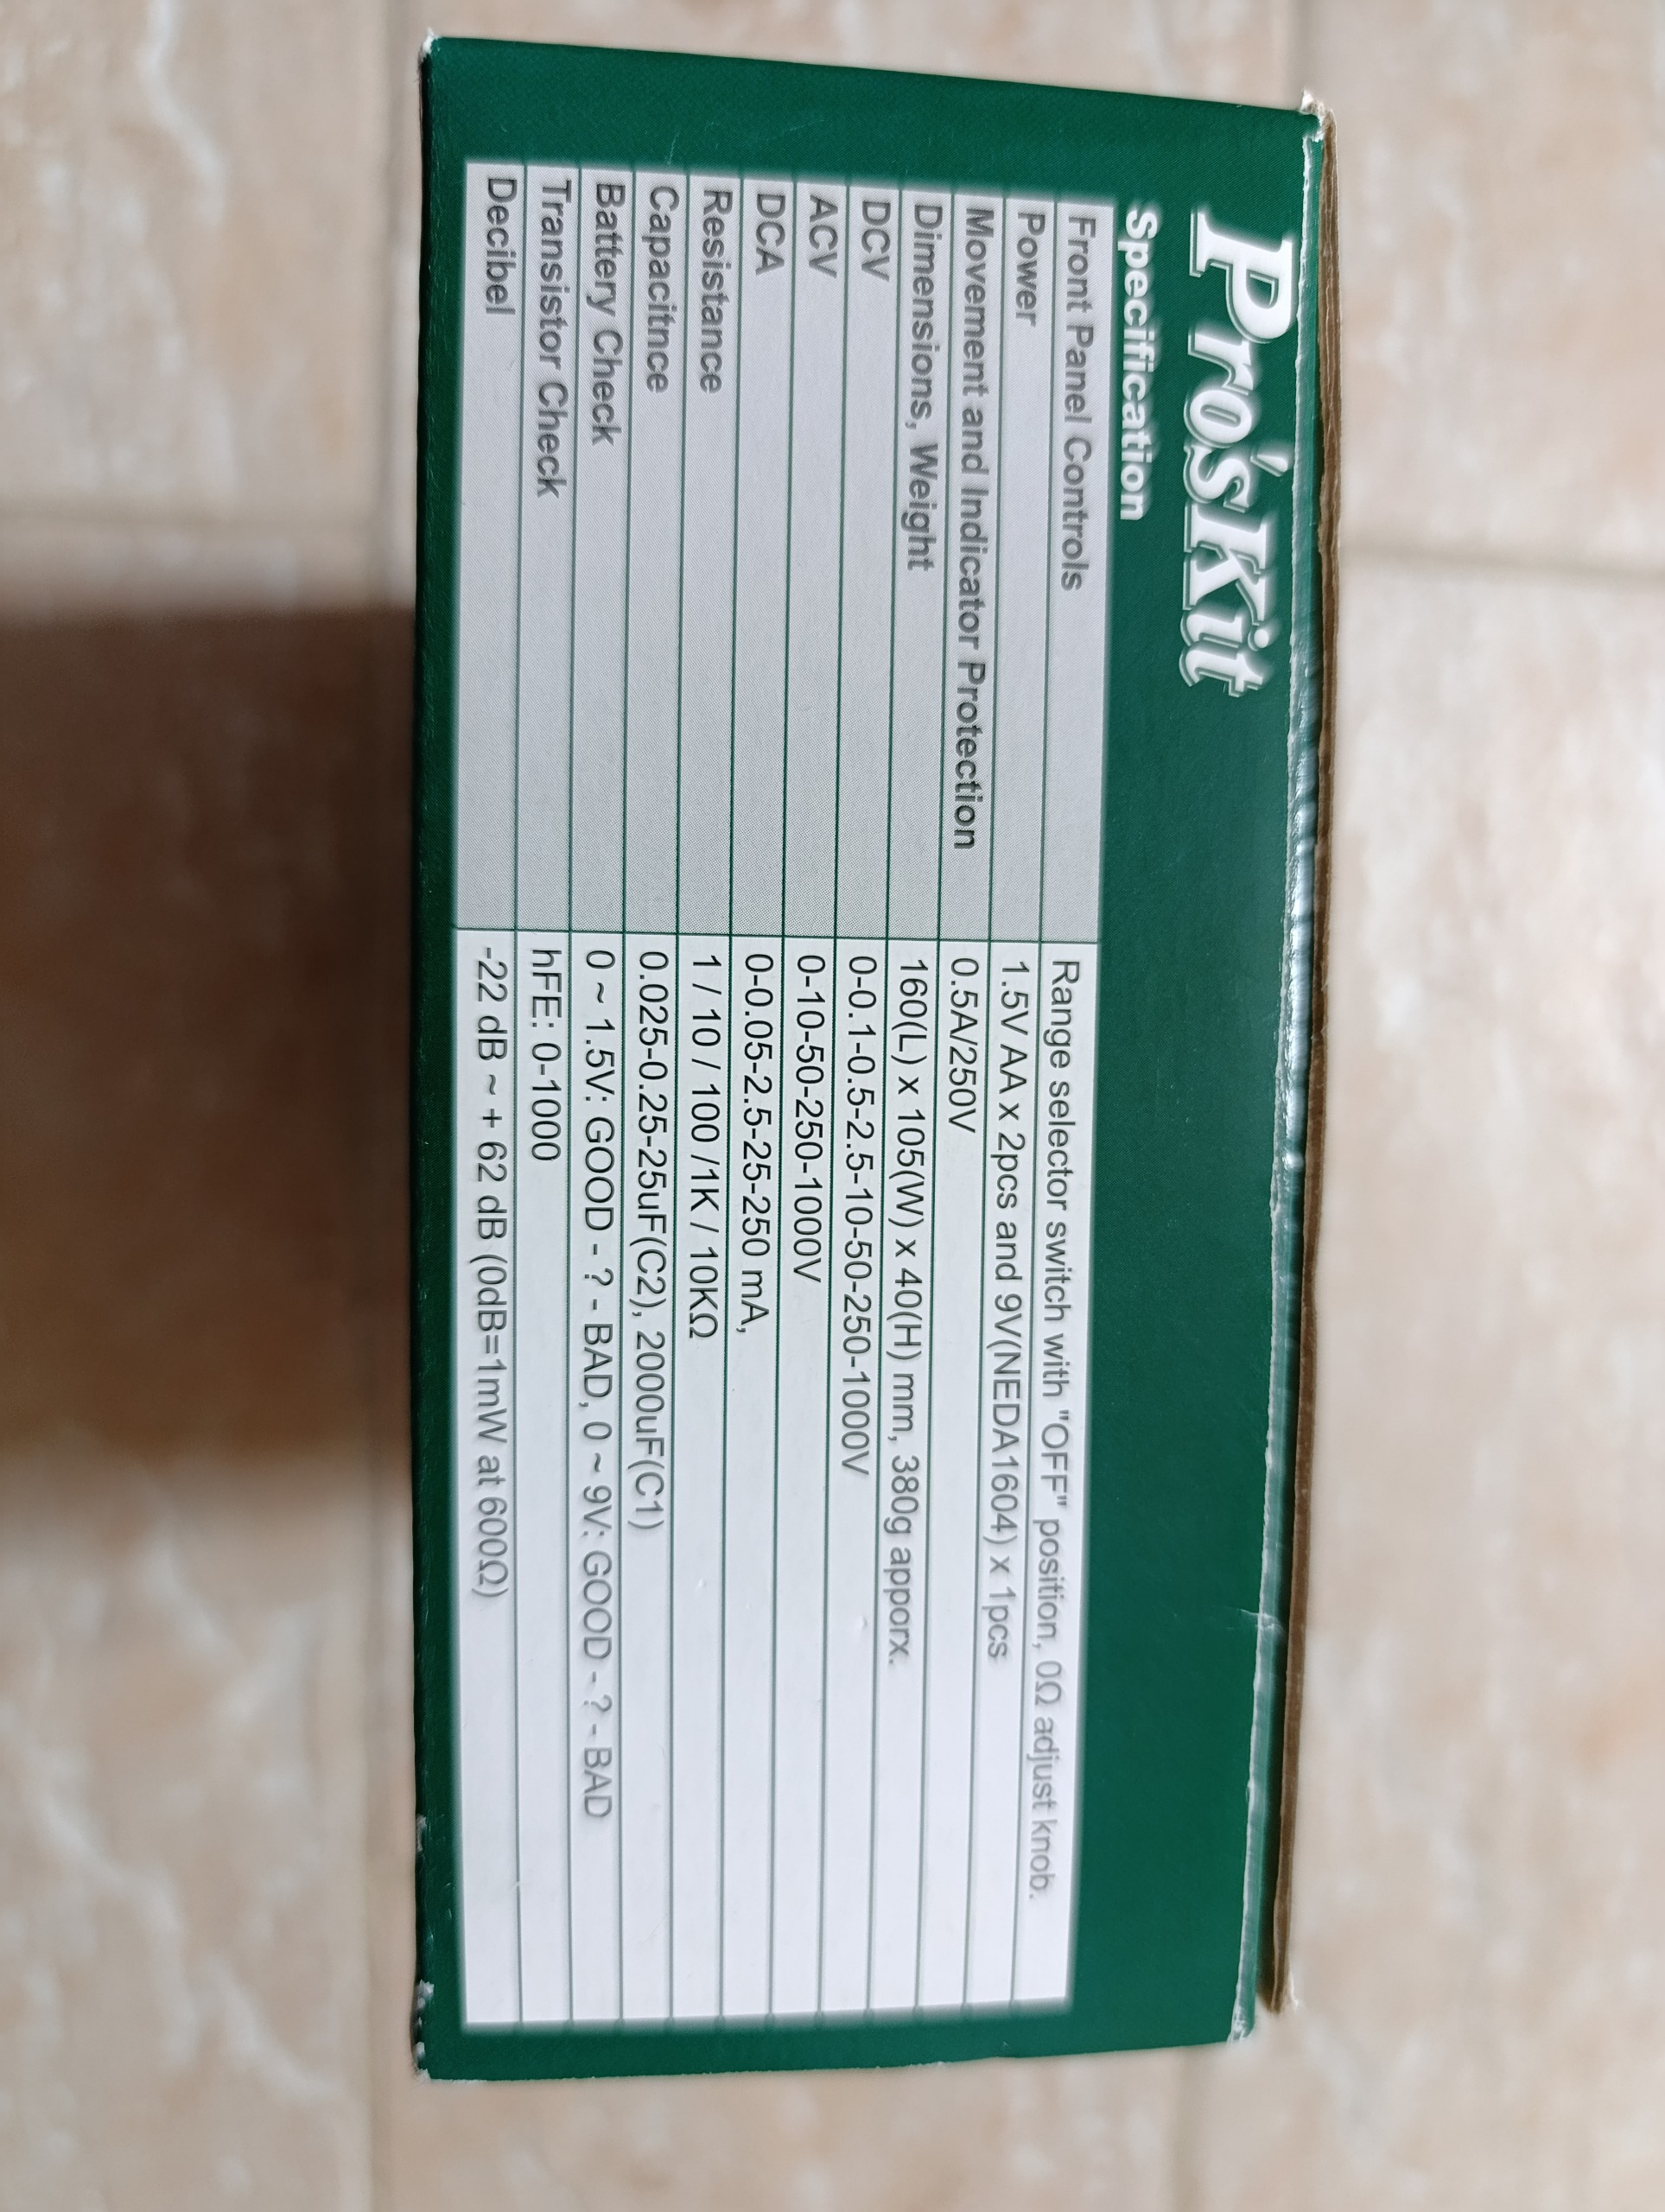 Pro'sKit
Specification
Front Panel Controls Range selector switch with "OFF" position, 0Ω adjust knob.
Power 1.5V AA x 2pcs and 9V(NEDA1604) x 1pcs
Movement and Indicator Protection 0.5A/250V
Dimensions, Weight 160(L) x 105(W) x 40(H) mm, 380g apporx.
DCV 0-0.1-0.5-2.5-10-50-250-1000V
ACV 0-10-50-250-1000V
DCA 0-0.05-2.5-25-250 mA,
Resistance 1 / 10 / 100 /1K / 10KΩ
Capacitnce 0.025-0.25-25uF(C2), 2000uF(C1)
Battery Check 0 ~ 1.5V: GOOD - ? - BAD, 0 ~ 9V: GOOD - ? - BAD
Transistor Check hFE: 0-1000
Decibel -22 dB ~ + 62 dB (0dB=1mW at 600Ω)